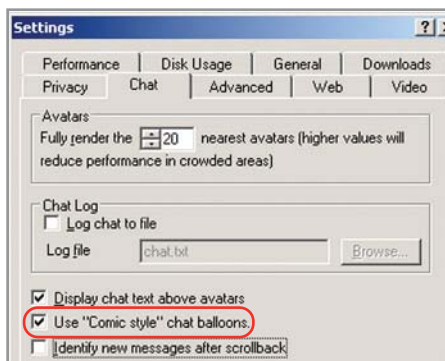 Settings
Performance Disk Usage General Downloads
Privacy Chat Advanced Web Video
Avatars
Fully render the 20 nearest avatars (higher values will
reduce performance in crowded areas)
Chat Log
Log chat to file
Log file chat.txt Browse...
Display chat text above avatars
Use "Comic style" chat balloons.
Identify new messages after scrollback